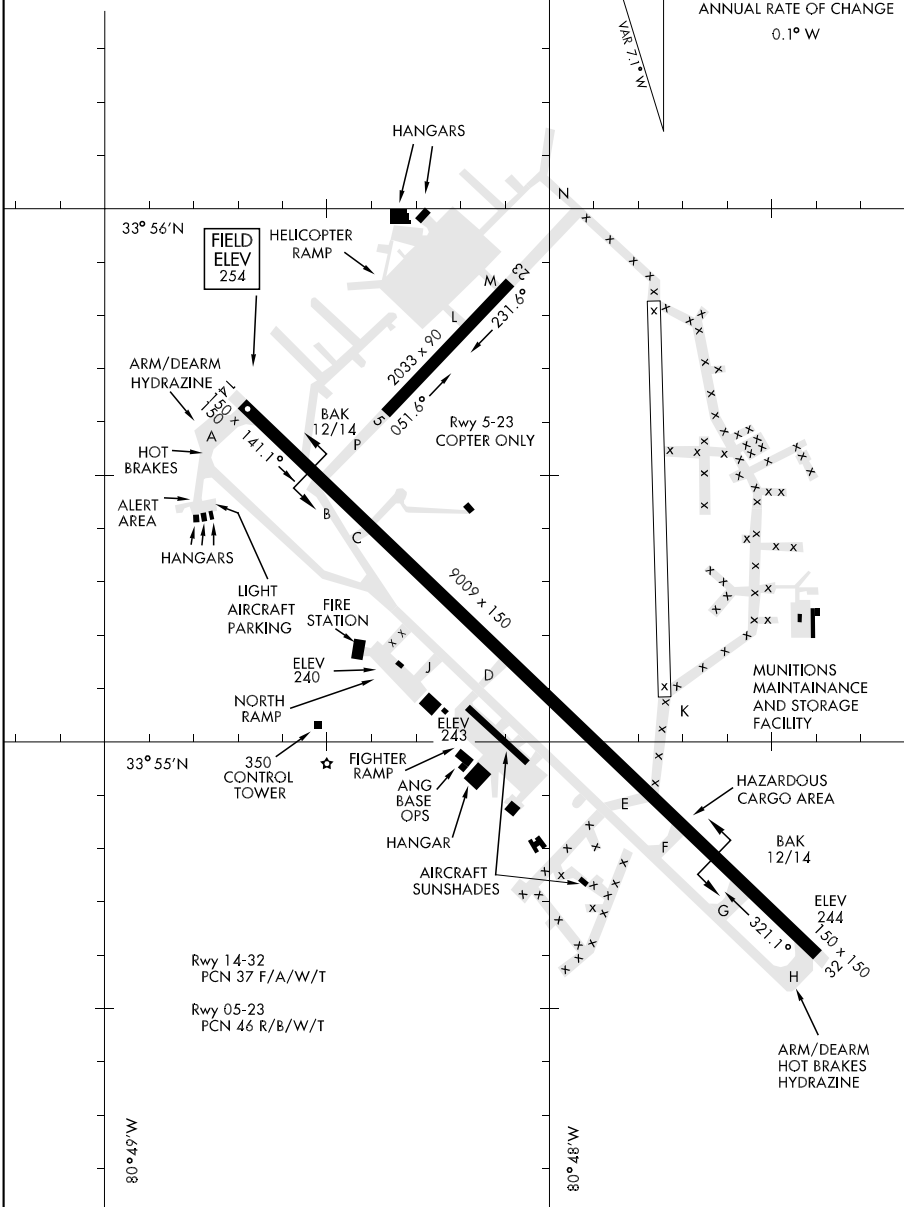 ANNUAL RATE OF CHANGE
0.1° W
VAR 7.1° W
HANGARS
N
33° 56'N
FIELD
ELEV
254
HELICOPTER
RAMP
M
23
L
231.6°
2033 x 90
051.6°
5
Rwy 5-23
COPTER ONLY
ARM/DEARM
HYDRAZINE
14
150 x
150
A
141.1°
BAK
12/14
P
HOT
BRAKES
ALERT
AREA
B
C
HANGARS
LIGHT
AIRCRAFT
PARKING
9009 x 150
FIRE
STATION
ELEV
240
J
D
NORTH
RAMP
MUNITIONS
MAINTAINANCE
AND STORAGE
FACILITY
K
ELEV
243
33° 55'N
350
CONTROL
TOWER
FIGHTER
RAMP
ANG
BASE
OPS
HANGAR
HAZARDOUS
CARGO AREA
E
F
BAK
12/14
AIRCRAFT
SUNSHADES
G
321.1°
ELEV
244
150 x 150
32
H
Rwy 14-32
PCN 37 F/A/W/T
Rwy 05-23
PCN 46 R/B/W/T
ARM/DEARM
HOT BRAKES
HYDRAZINE
80° 49'W
80° 48'W